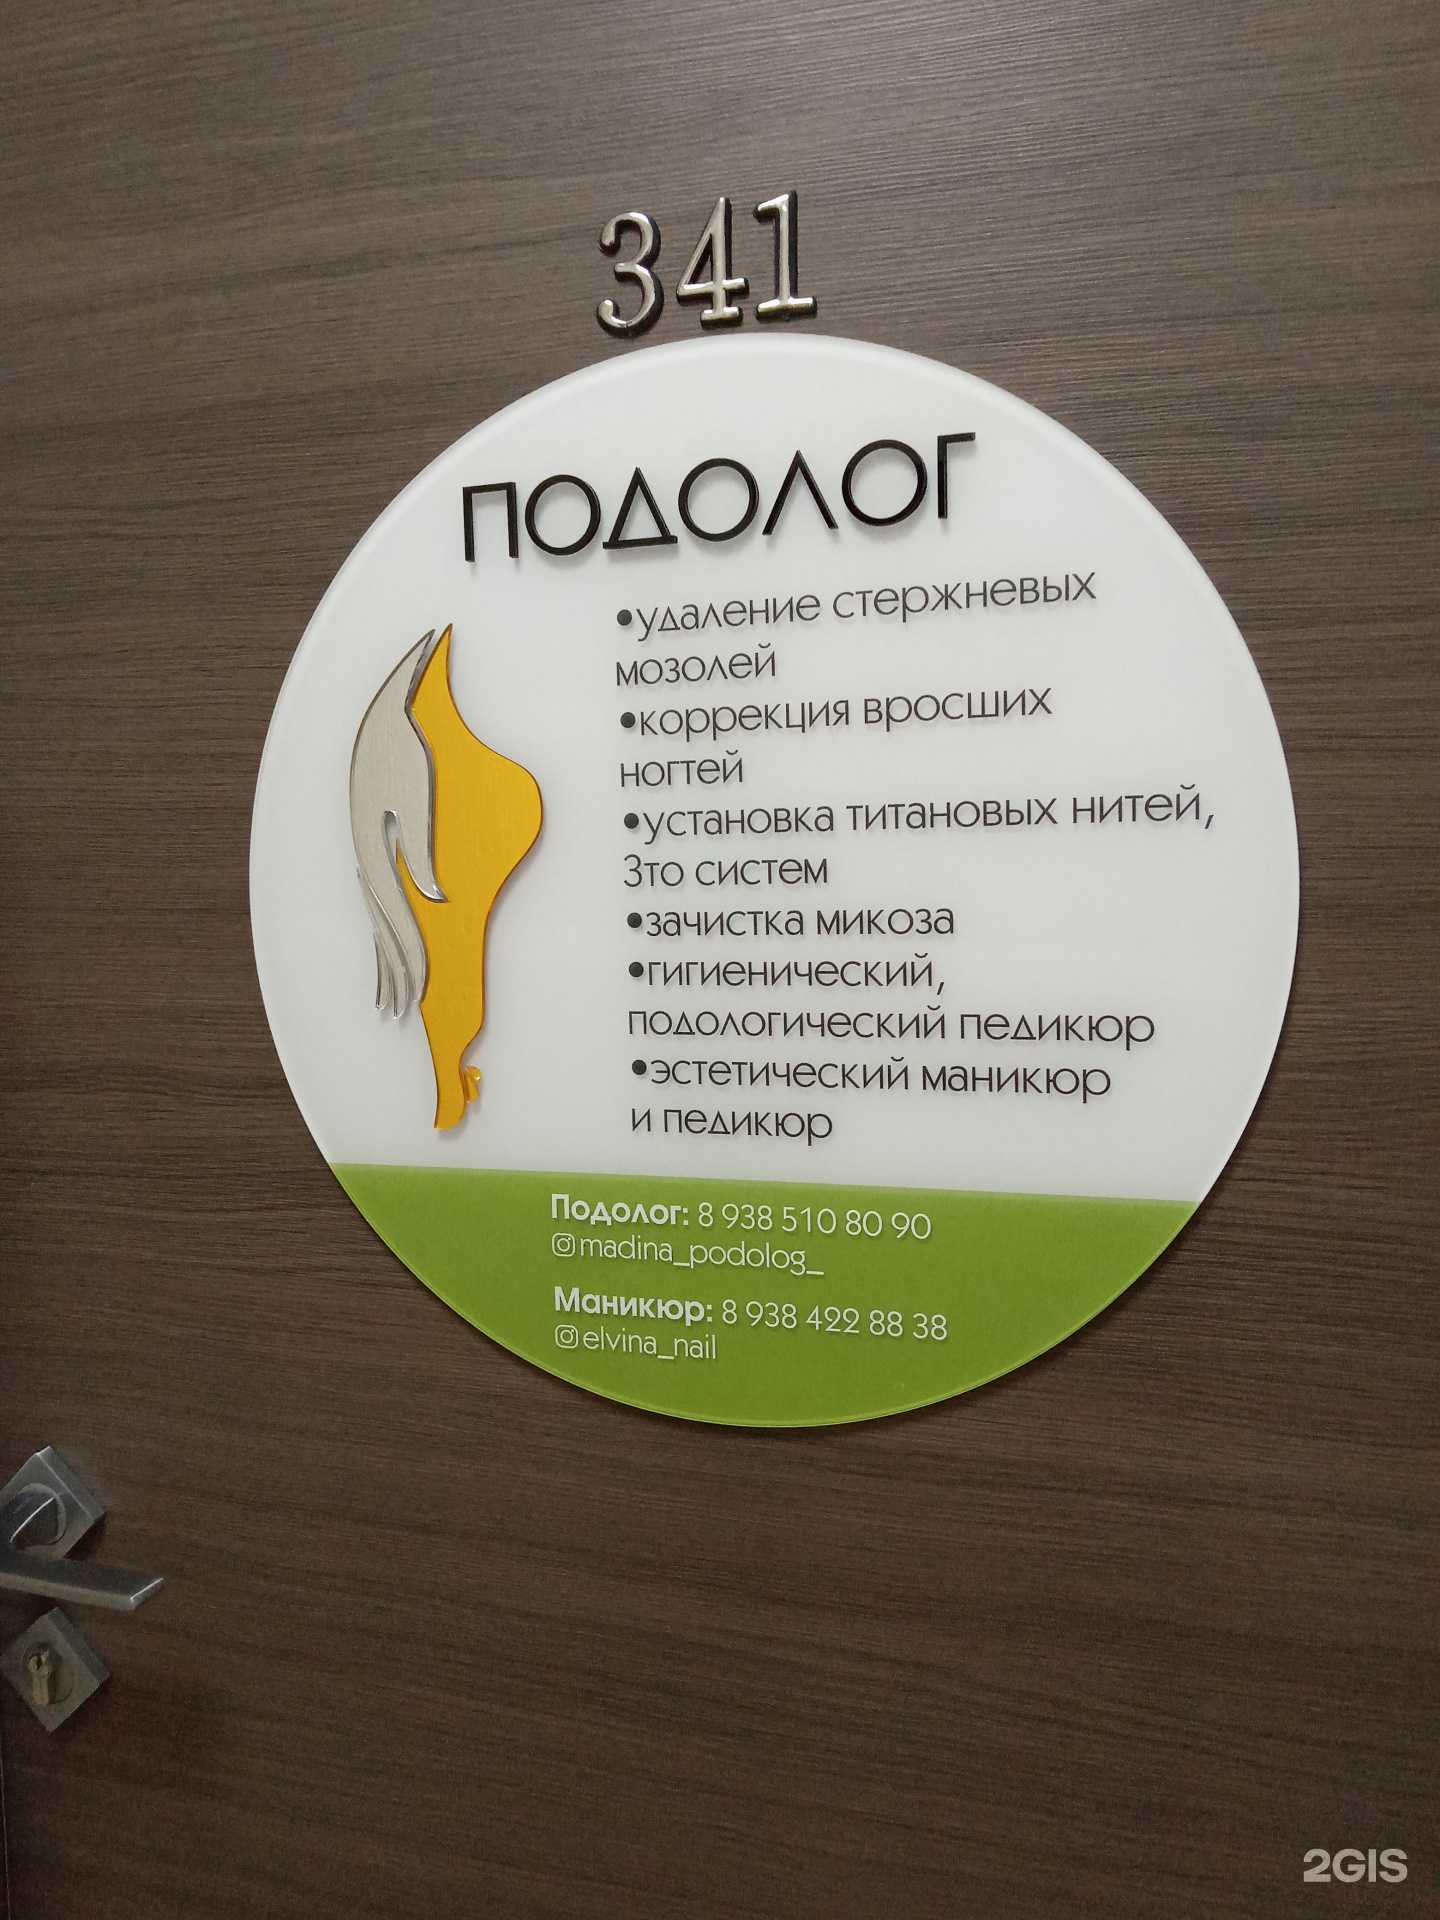 341
ПОДОЛОГ
•удаление стержневых
мозолей
•коррекция вросших
ногтей
•установка титановых нитей,
3то систем
•зачистка микоза
•гигиенический,
подологический педикюр
•эстетический маникюр
и педикюр
Подолог: 8 938 510 80 90
madina_podolog_
Маникюр: 8 938 422 88 38
elvina_nail
2GIS